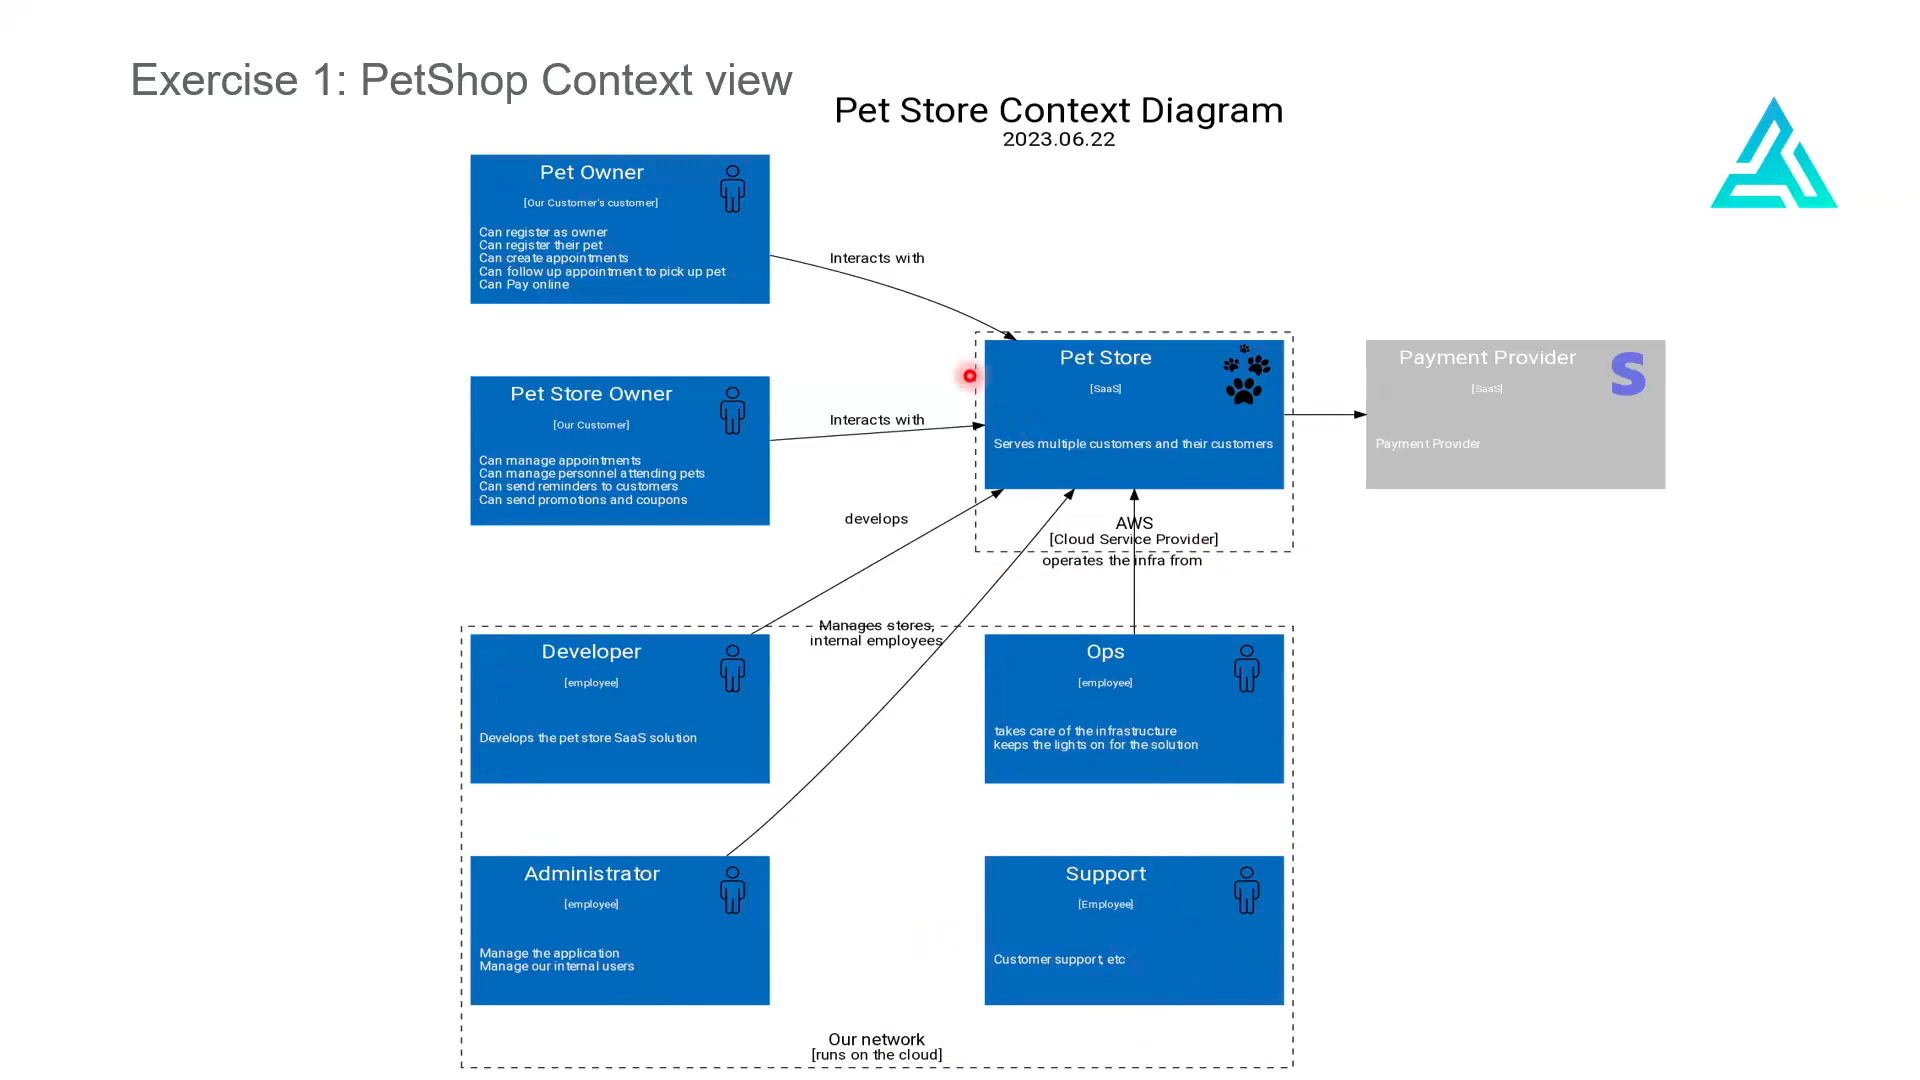 Exercise 1: PetShop Context view
Pet Store Context Diagram
2023.06.22
Pet Owner
[Our Customer's customer]
Can register as owner
Can register their pet
Can create appointments
Can follow up appointment to pick up pet
Can Pay online
Interacts with
Pet Store
[SaaS]
Serves multiple customers and their customers
Payment Provider
[SaaS]
Payment Provider
S
Pet Store Owner
[Our Customer]
Can manage appointments
Can manage personnel attending pets
Can send reminders to customers
Can send promotions and coupons
Interacts with
develops
AWS
[Cloud Service Provider]
operates the infra from
Manages stores,
internal employees
Developer
[employee]
Develops the pet store SaaS solution
Ops
[employee]
takes care of the infrastructure
keeps the lights on for the solution
Administrator
[employee]
Manage the application
Manage our internal users
Support
[Employee]
Customer support, etc
Our network
[runs on the cloud]